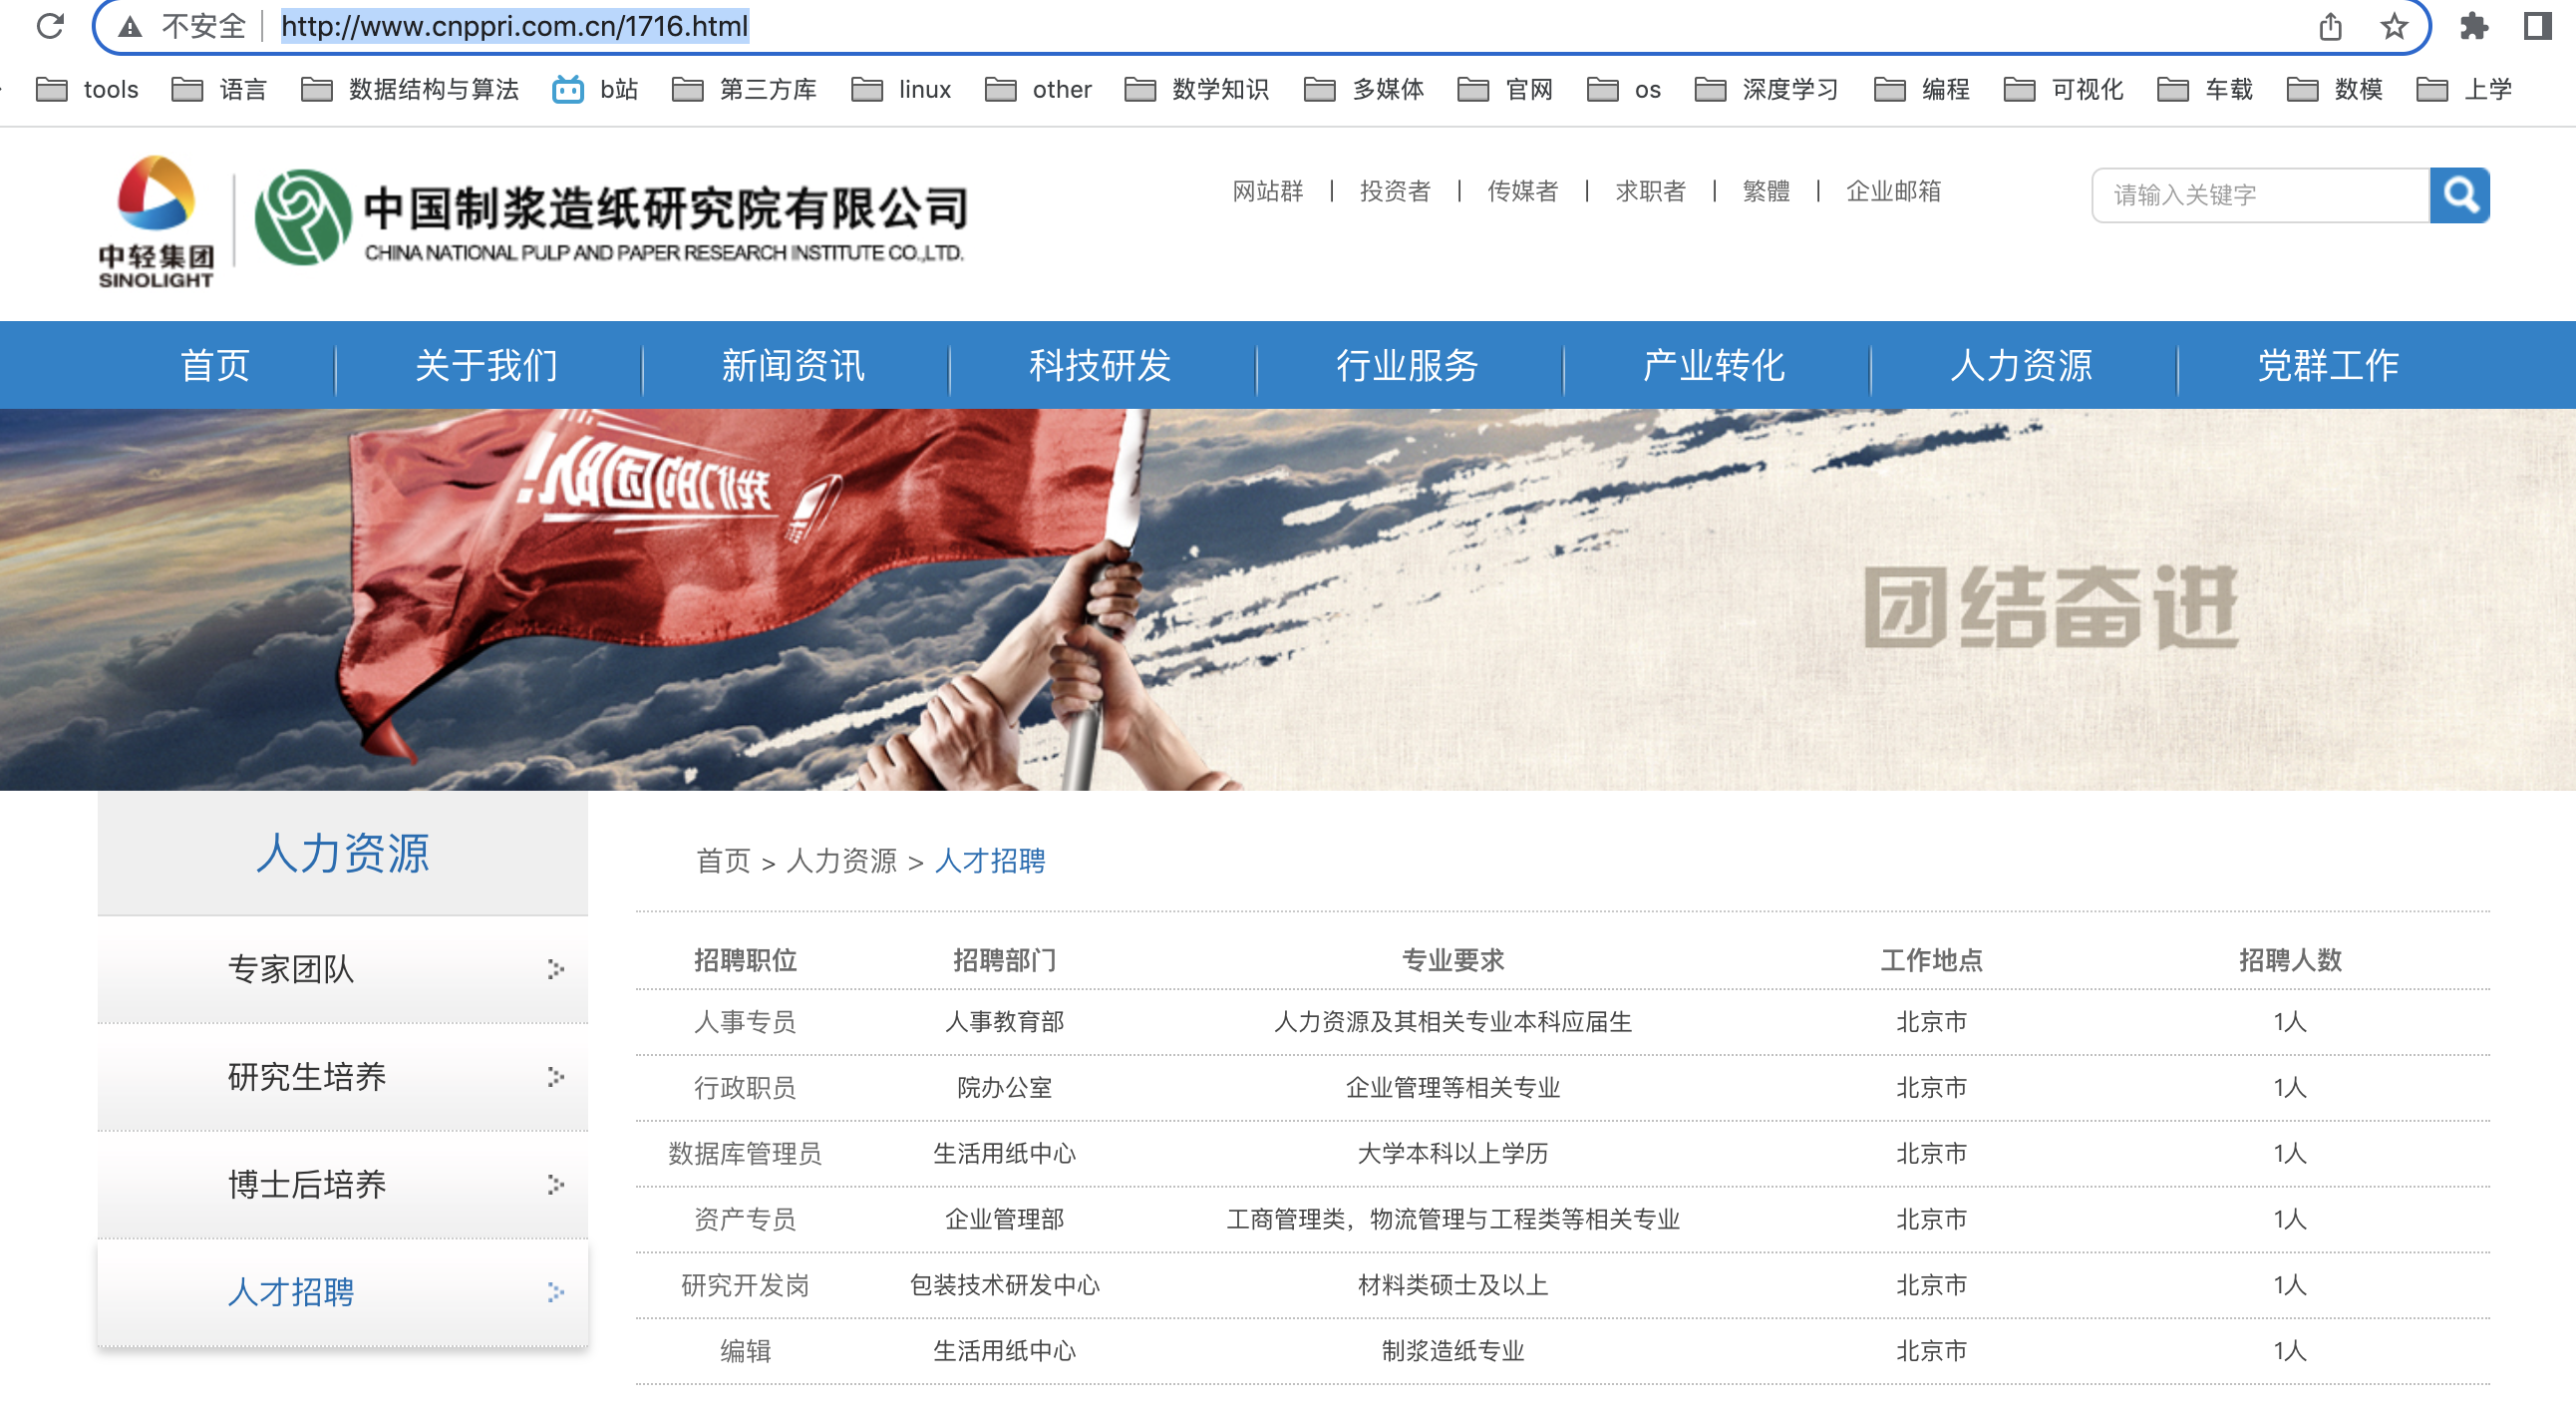 不安全 http://www.cnppri.com.cn/1716.html
tools 语言 数据结构与算法 b站 第三方库 linux other 数学知识 多媒体 官网 os 深度学习 编程 可视化 车载 数模 上学
中轻集团
SINOLIGHT
中国制浆造纸研究院有限公司
CHINA NATIONAL PULP AND PAPER RESEARCH INSTITUTE CO.,LTD.
网站群 | 投资者 | 传媒者 | 求职者 | 繁體 | 企业邮箱
请输入关键字
首页 关于我们 新闻资讯 科技研发 行业服务 产业转化 人力资源 党群工作
团结奋进
人力资源
专家团队
研究生培养
博士后培养
人才招聘
首页 > 人力资源 > 人才招聘
招聘职位 招聘部门 专业要求 工作地点 招聘人数
人事专员 人事教育部 人力资源及其相关专业本科应届生 北京市 1人
行政职员 院办公室 企业管理等相关专业 北京市 1人
数据库管理员 生活用纸中心 大学本科以上学历 北京市 1人
资产专员 企业管理部 工商管理类，物流管理与工程类等相关专业 北京市 1人
研究开发岗 包装技术研发中心 材料类硕士及以上 北京市 1人
编辑 生活用纸中心 制浆造纸专业 北京市 1人